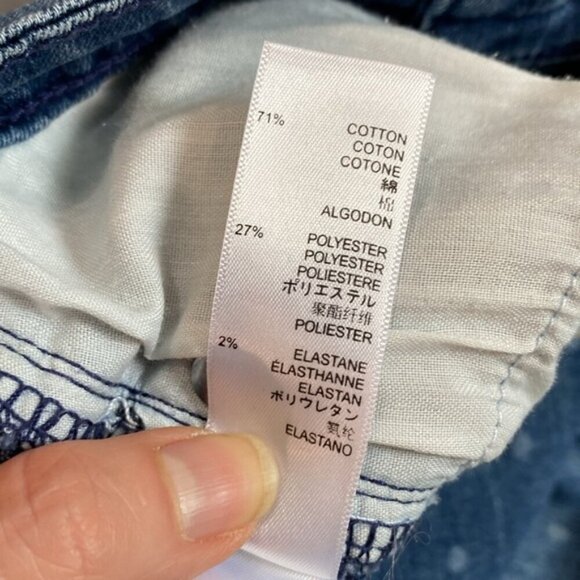 71% COTTON
COTON
COTONE
綿
棉
ALGODON
27% POLYESTER
POLYESTER
POLIESTERE
ポリエステル
聚酯纤维
POLIESTER
2% ELASTANE
ÉLASTHANNE
ELASTAN
ポリウレタン
氨纶
ELASTANO